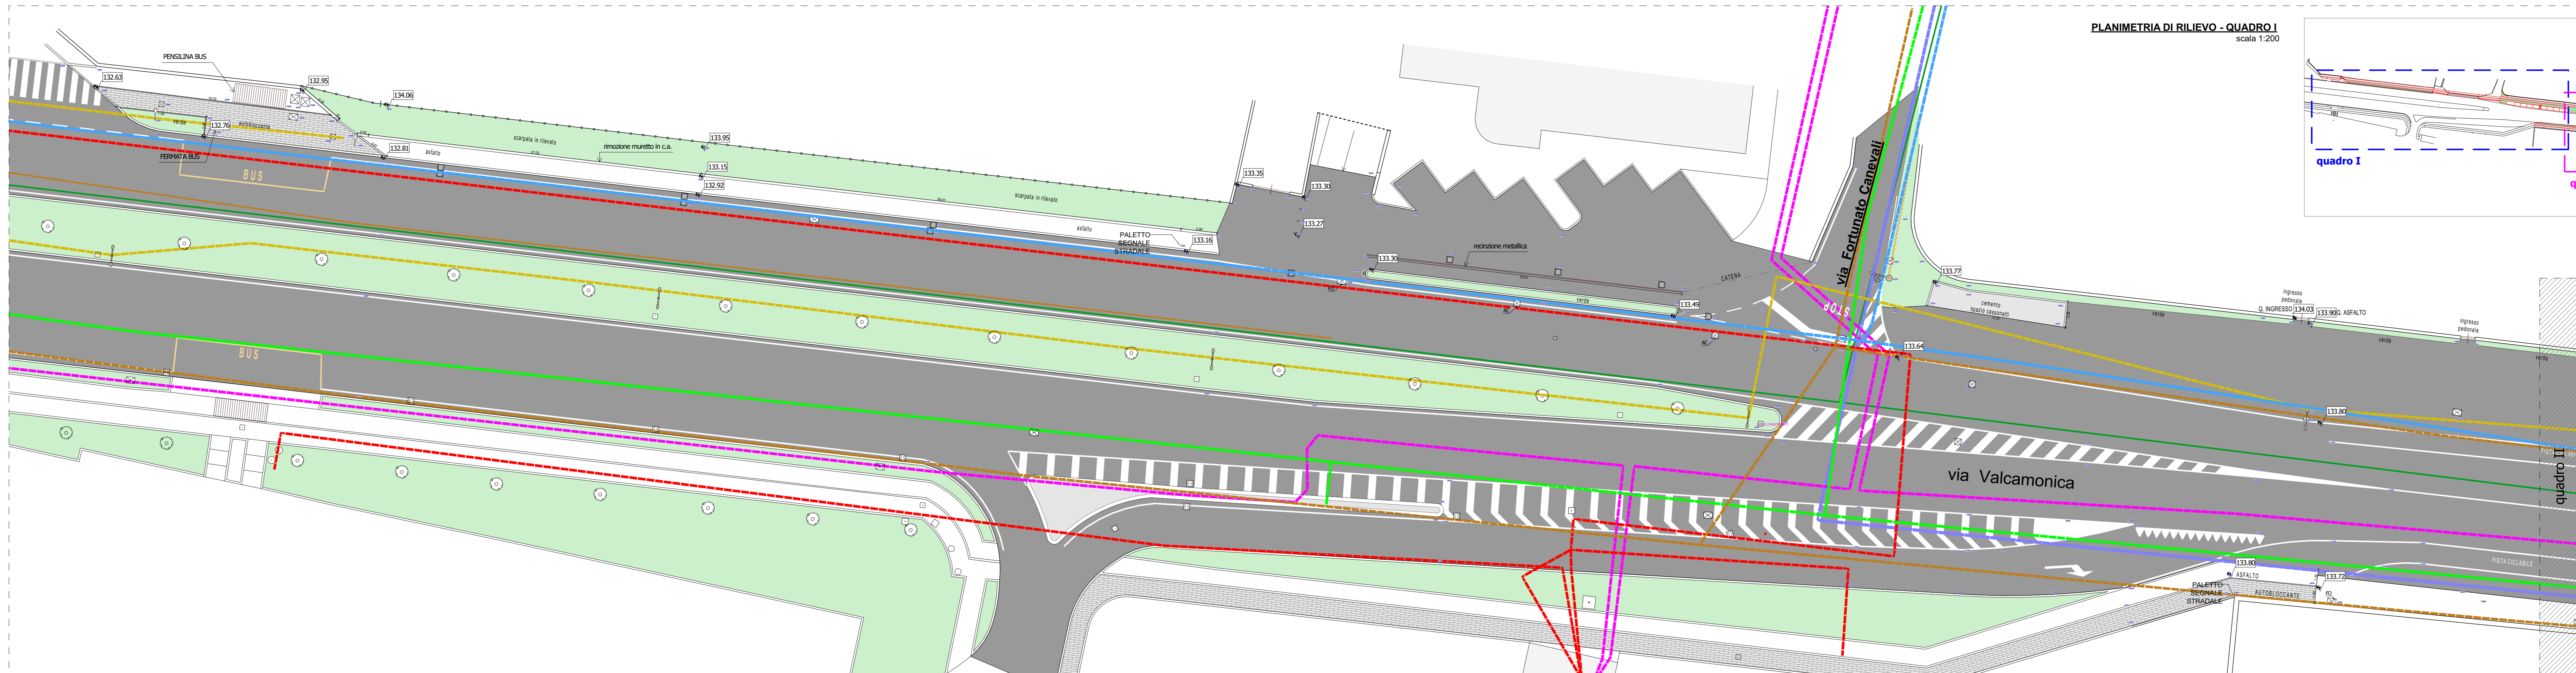 PLANIMETRIA DI RILIEVO - QUADRO I
scala 1:200
quadro I
PENSILINA BUS
132.63
132.95
134.06
verde
autobloccante
132.76
FERMATA BUS
132.81
asfalto
BUS
scarpata in rilevato
rimozione muretto in c.a.
133.95
133.15
132.92
scarpata in rilevato
asfalto
133.35
133.30
133.27
PALETTO
SEGNALE
STRADALE
133.16
recinzione metallica
133.30
verde
133.49
CATENA
AC
via Fortunato Canevali
STOP
133.77
cemento
spazio cassonetti
verde
ingresso
pedonale
Q. INGRESSO
134.03
133.90
Q. ASFALTO
ingresso
pedonale
verde
verde
133.64
133.80
BUS
via Valcamonica
quadro II
PISTA CICLABILE
133.80
ASFALTO
133.72
PALETTO
SEGNALE
STRADALE
AUTOBLOCCANTE